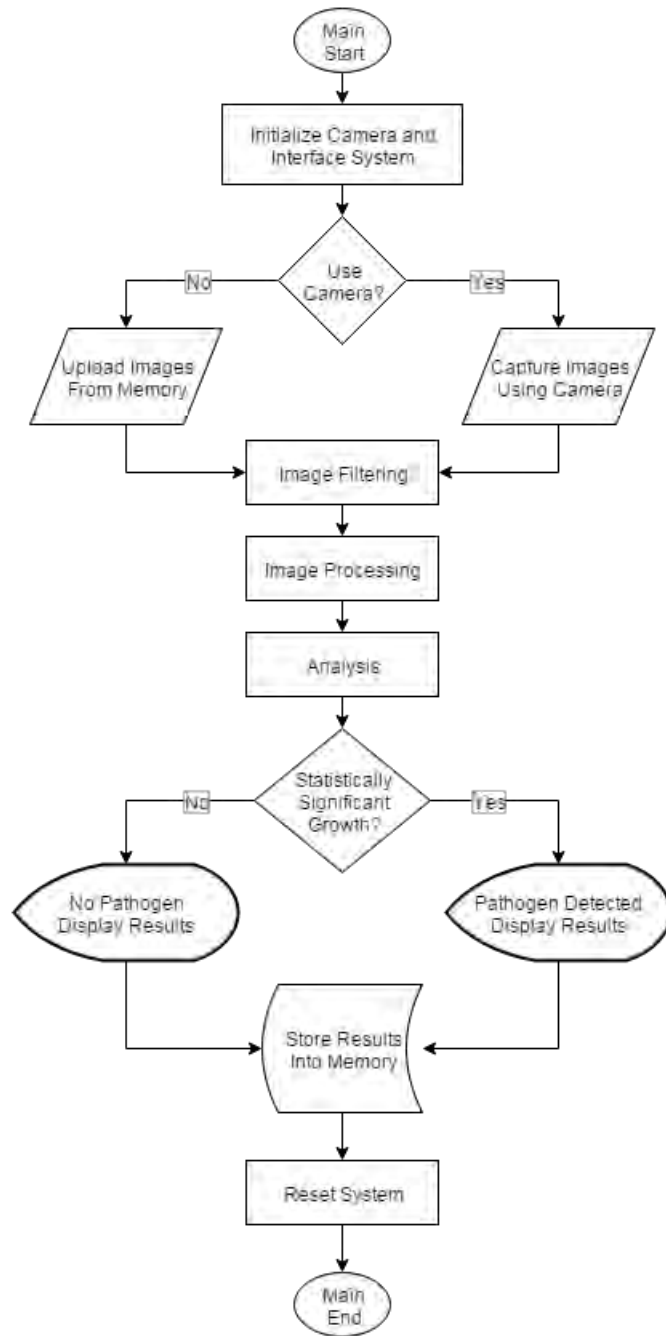 Main
Start
Initialize Camera and
Interface System
Use
Camera?
No
Yes
Upload Images
From Memory
Capture Images
Using Camera
Image Filtering
Image Processing
Analysis
Statistically
Significant
Growth?
No
Yes
No Pathogen
Display Results
Pathogen Detected
Display Results
Store Results
Into Memory
Reset System
Main
End